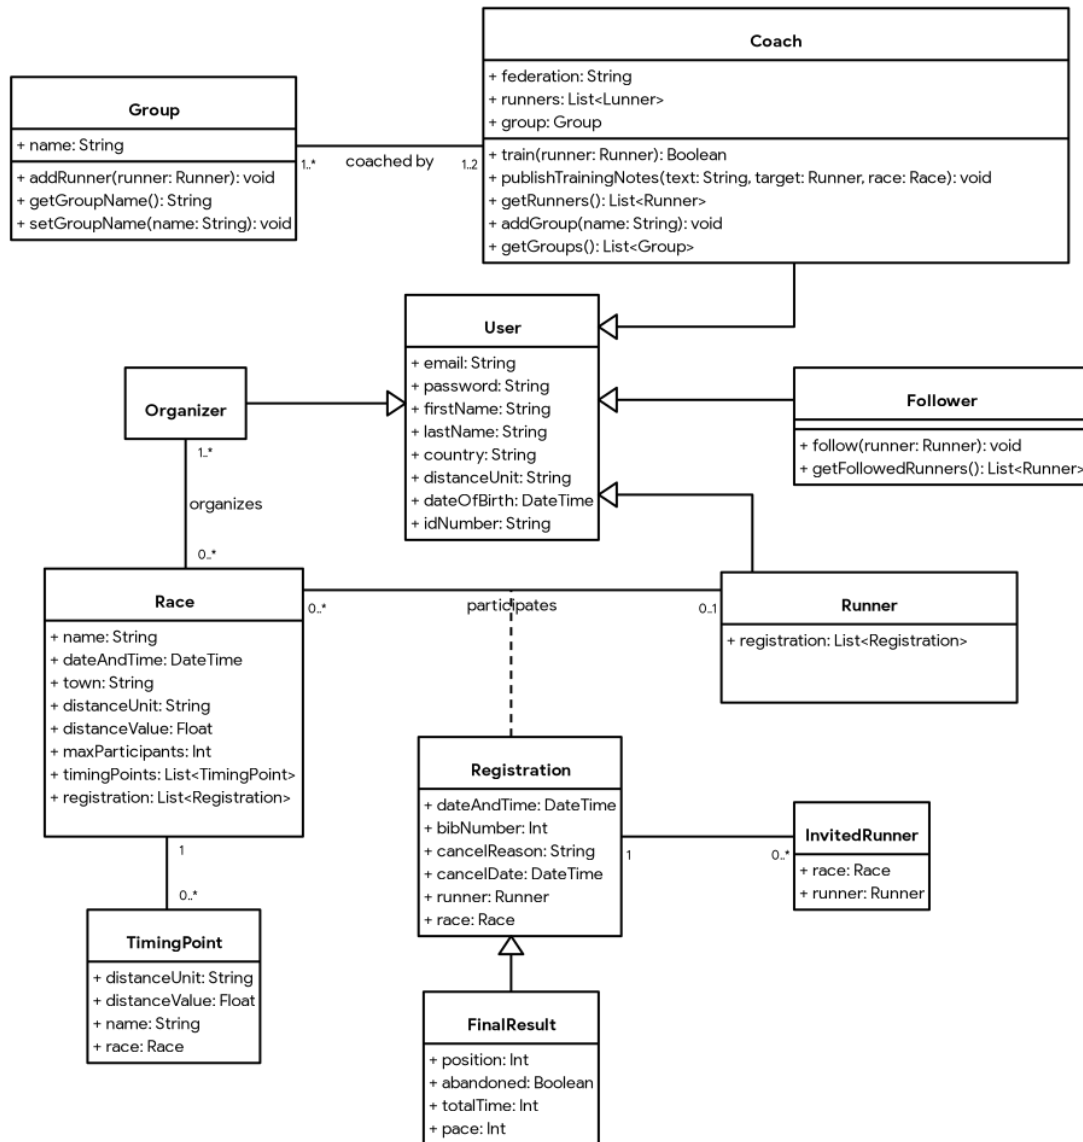 Coach
+ federation: String
+ runners: List<Lunner>
+ group: Group
+ train(runner: Runner): Boolean
+ publishTrainingNotes(text: String, target: Runner, race: Race): void
+ getRunners(): List<Runner>
+ addGroup(name: String): void
+ getGroups(): List<Group>
Group
+ name: String
+ addRunner(runner: Runner): void
+ getGroupName(): String
+ setGroupName(name: String): void
1..*
coached by
1..2
User
+ email: String
+ password: String
+ firstName: String
+ lastName: String
+ country: String
+ distanceUnit: String
+ dateOfBirth: DateTime
+ idNumber: String
Organizer
Follower
+ follow(runner: Runner): void
+ getFollowedRunners(): List<Runner>
1..*
organizes
0..*
Race
+ name: String
+ dateAndTime: DateTime
+ town: String
+ distanceUnit: String
+ distanceValue: Float
+ maxParticipants: Int
+ timingPoints: List<TimingPoint>
+ registration: List<Registration>
0..*
participates
0..1
Runner
+ registration: List<Registration>
Registration
+ dateAndTime: DateTime
+ bibNumber: Int
+ cancelReason: String
+ cancelDate: DateTime
+ runner: Runner
+ race: Race
1
0..*
InvitedRunner
+ race: Race
+ runner: Runner
1
0..*
TimingPoint
+ distanceUnit: String
+ distanceValue: Float
+ name: String
+ race: Race
FinalResult
+ position: Int
+ abandoned: Boolean
+ totalTime: Int
+ pace: Int